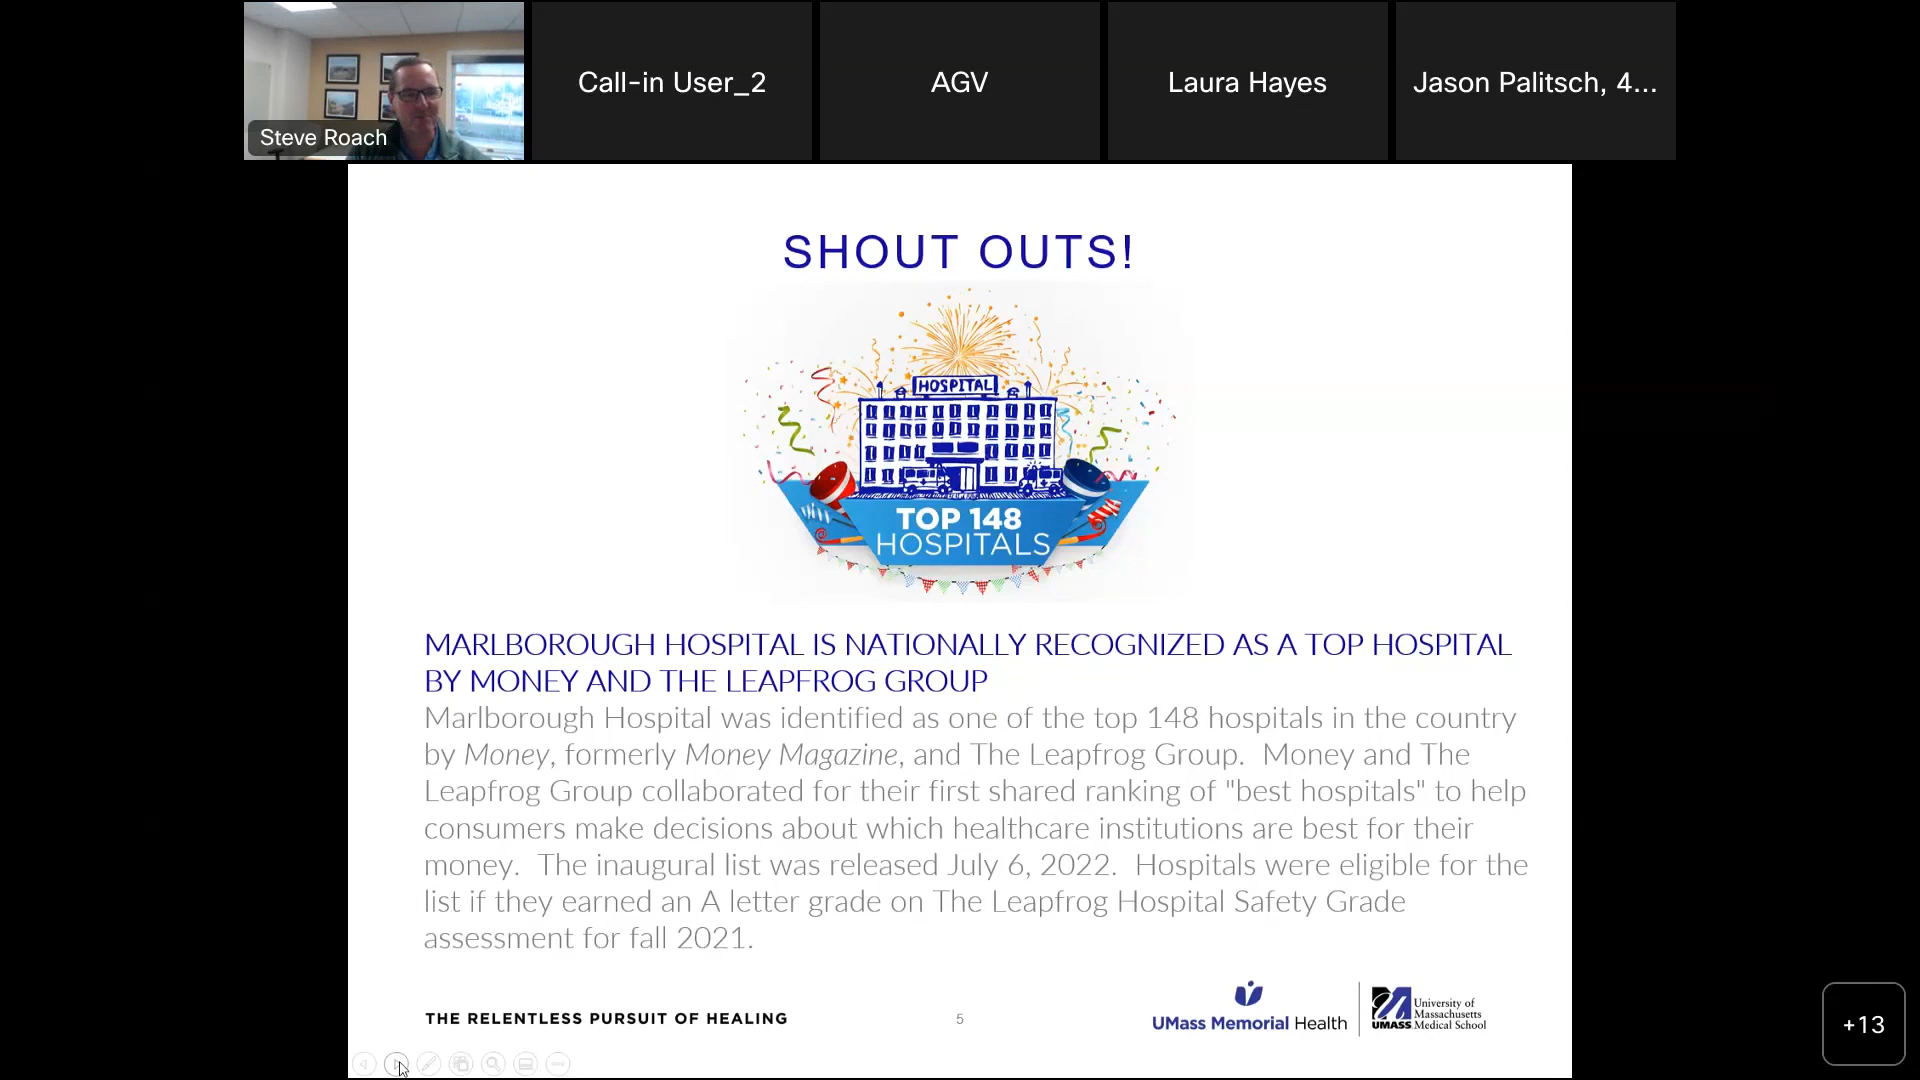 Steve Roach
Call-in User_2
AGV
Laura Hayes
Jason Palitsch, 4...
SHOUT OUTS!
HOSPITAL
TOP 148
HOSPITALS
MARLBOROUGH HOSPITAL IS NATIONALLY RECOGNIZED AS A TOP HOSPITAL
BY MONEY AND THE LEAPFROG GROUP
Marlborough Hospital was identified as one of the top 148 hospitals in the country
by Money, formerly Money Magazine, and The Leapfrog Group.  Money and The
Leapfrog Group collaborated for their first shared ranking of "best hospitals" to help
consumers make decisions about which healthcare institutions are best for their
money.  The inaugural list was released July 6, 2022.  Hospitals were eligible for the
list if they earned an A letter grade on The Leapfrog Hospital Safety Grade
assessment for fall 2021.
THE RELENTLESS PURSUIT OF HEALING
5
UMass Memorial Health
UMASS
University of
Massachusetts
Medical School
+13